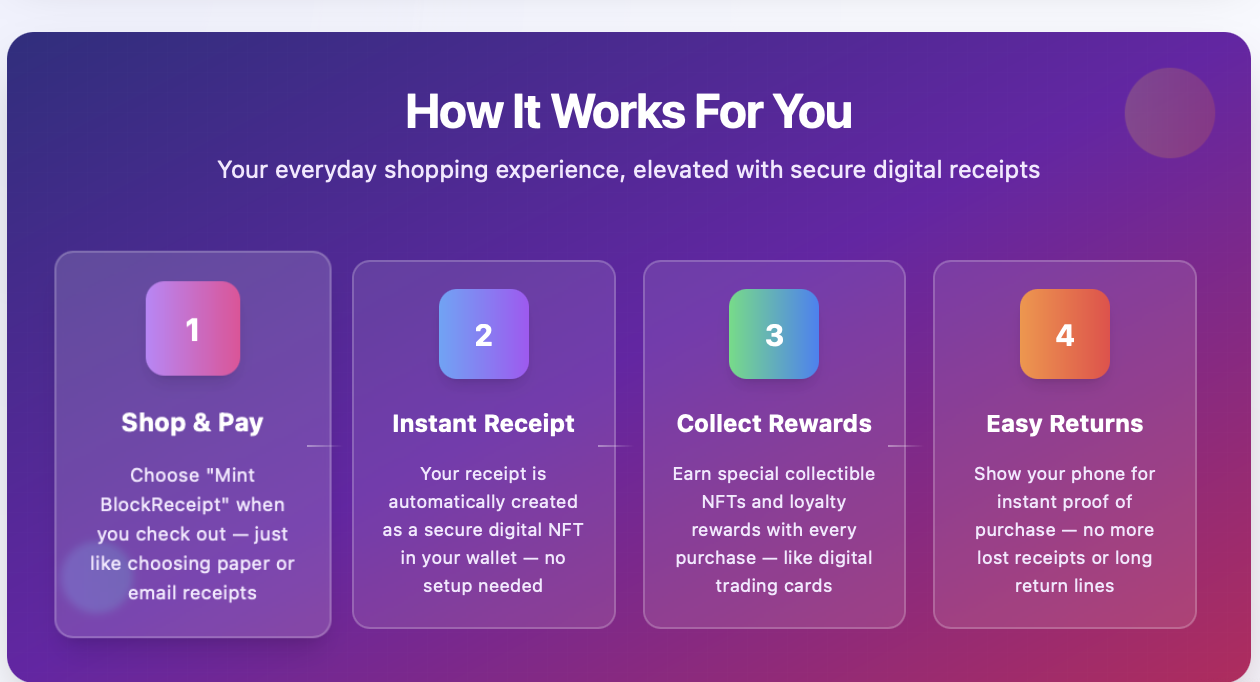 How It Works For You
Your everyday shopping experience, elevated with secure digital receipts
1
Shop & Pay
Choose "Mint
BlockReceipt" when
you check out — just
like choosing paper or
email receipts
2
Instant Receipt
Your receipt is
automatically created
as a secure digital NFT
in your wallet — no
setup needed
3
Collect Rewards
Earn special collectible
NFTs and loyalty
rewards with every
purchase — like digital
trading cards
4
Easy Returns
Show your phone for
instant proof of
purchase — no more
lost receipts or long
return lines